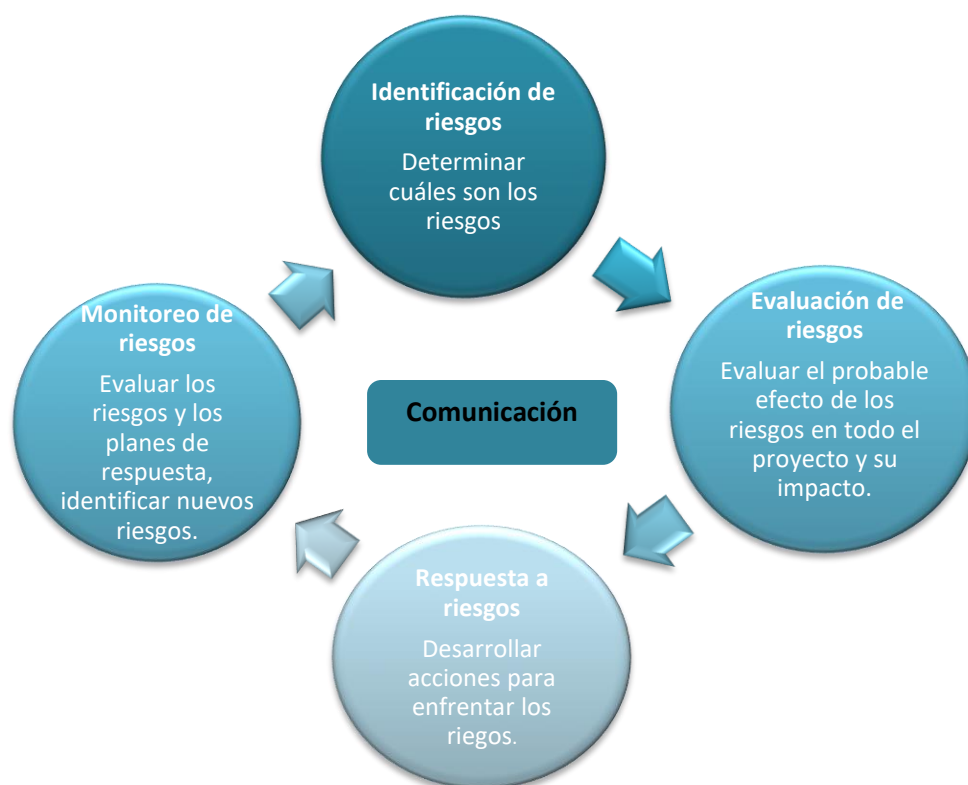 Identificación de
riesgos
Determinar
cuáles son los
riesgos
Evaluación de
riesgos
Evaluar el probable
efecto de los
riesgos en todo el
proyecto y su
impacto.
Respuesta a
riesgos
Desarrollar
acciones para
enfrentar los
riegos.
Monitoreo de
riesgos
Evaluar los
riesgos y los
planes de
respuesta,
identificar nuevos
riesgos.
Comunicación